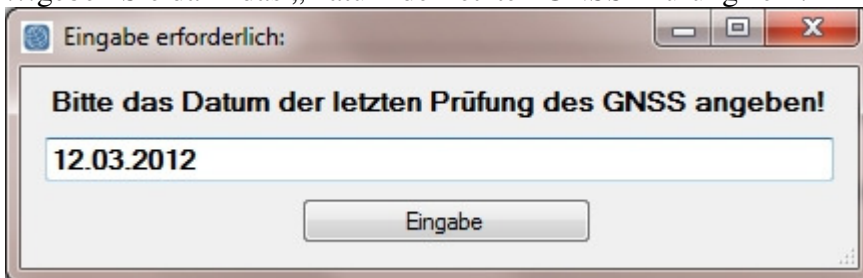 Eingabe erforderlich:
Bitte das Datum der letzten Prüfung des GNSS angeben!
12.03.2012
Eingabe